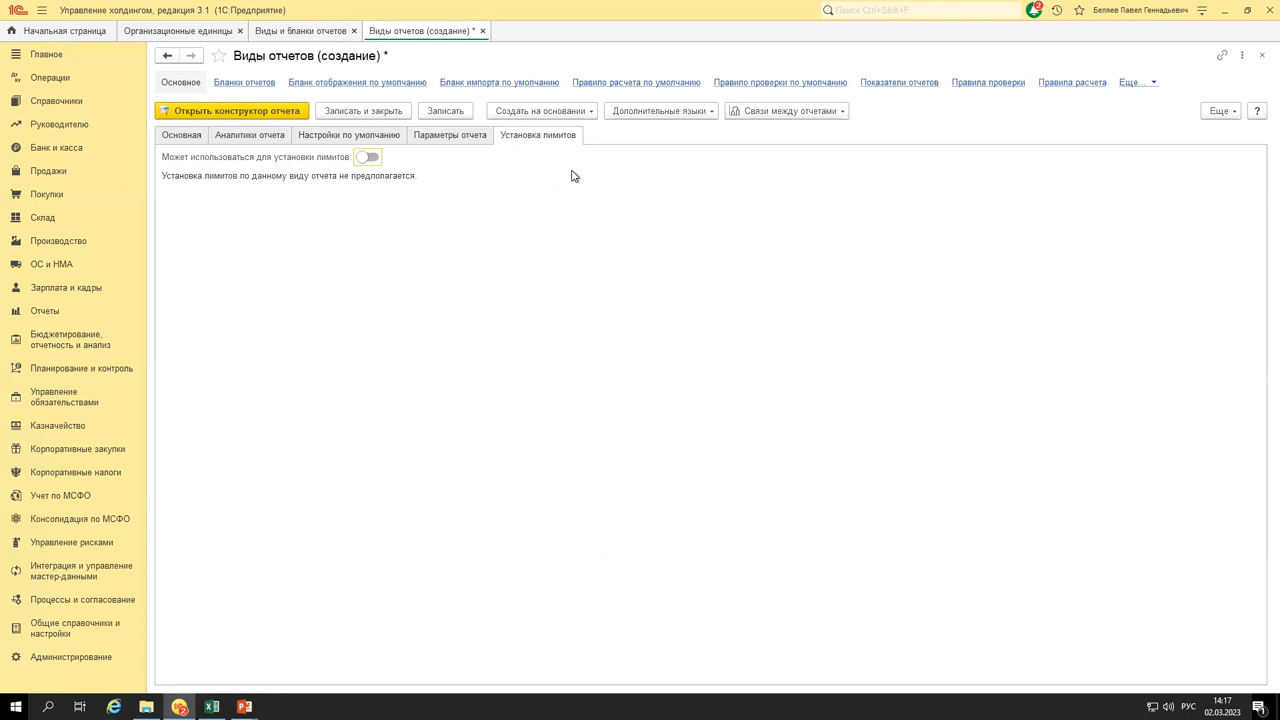 Управление холдингом, редакция 3.1 (1С:Предприятие)
Поиск Ctrl+Shift+F
2
Беляев Павел Геннадьевич
Начальная страница
Организационные единицы ×
Виды и бланки отчетов ×
Виды отчетов (создание) * ×
Главное
Операции
Справочники
Руководителю
Банк и касса
Продажи
Покупки
Склад
Производство
ОС и НМА
Зарплата и кадры
Отчеты
Бюджетирование,
отчетность и анализ
Планирование и контроль
Управление
обязательствами
Казначейство
Корпоративные закупки
Корпоративные налоги
Учет по МСФО
Консолидация по МСФО
Управление рисками
Интеграция и управление
мастер-данными
Процессы и согласование
Общие справочники и
настройки
Администрирование
Виды отчетов (создание) *
Основное
Бланки отчетов
Бланк отображения по умолчанию
Бланк импорта по умолчанию
Правило расчета по умолчанию
Правило проверки по умолчанию
Показатели отчетов
Правила проверки
Правила расчета
Еще...
Открыть конструктор отчета
Записать и закрыть
Записать
Создать на основании
Дополнительные языки
Связи между отчетами
Еще
?
Основная
Аналитики отчета
Настройки по умолчанию
Параметры отчета
Установка лимитов
Может использоваться для установки лимитов:
Установка лимитов по данному виду отчета не предполагается.
РУС
14:17
02.03.2023